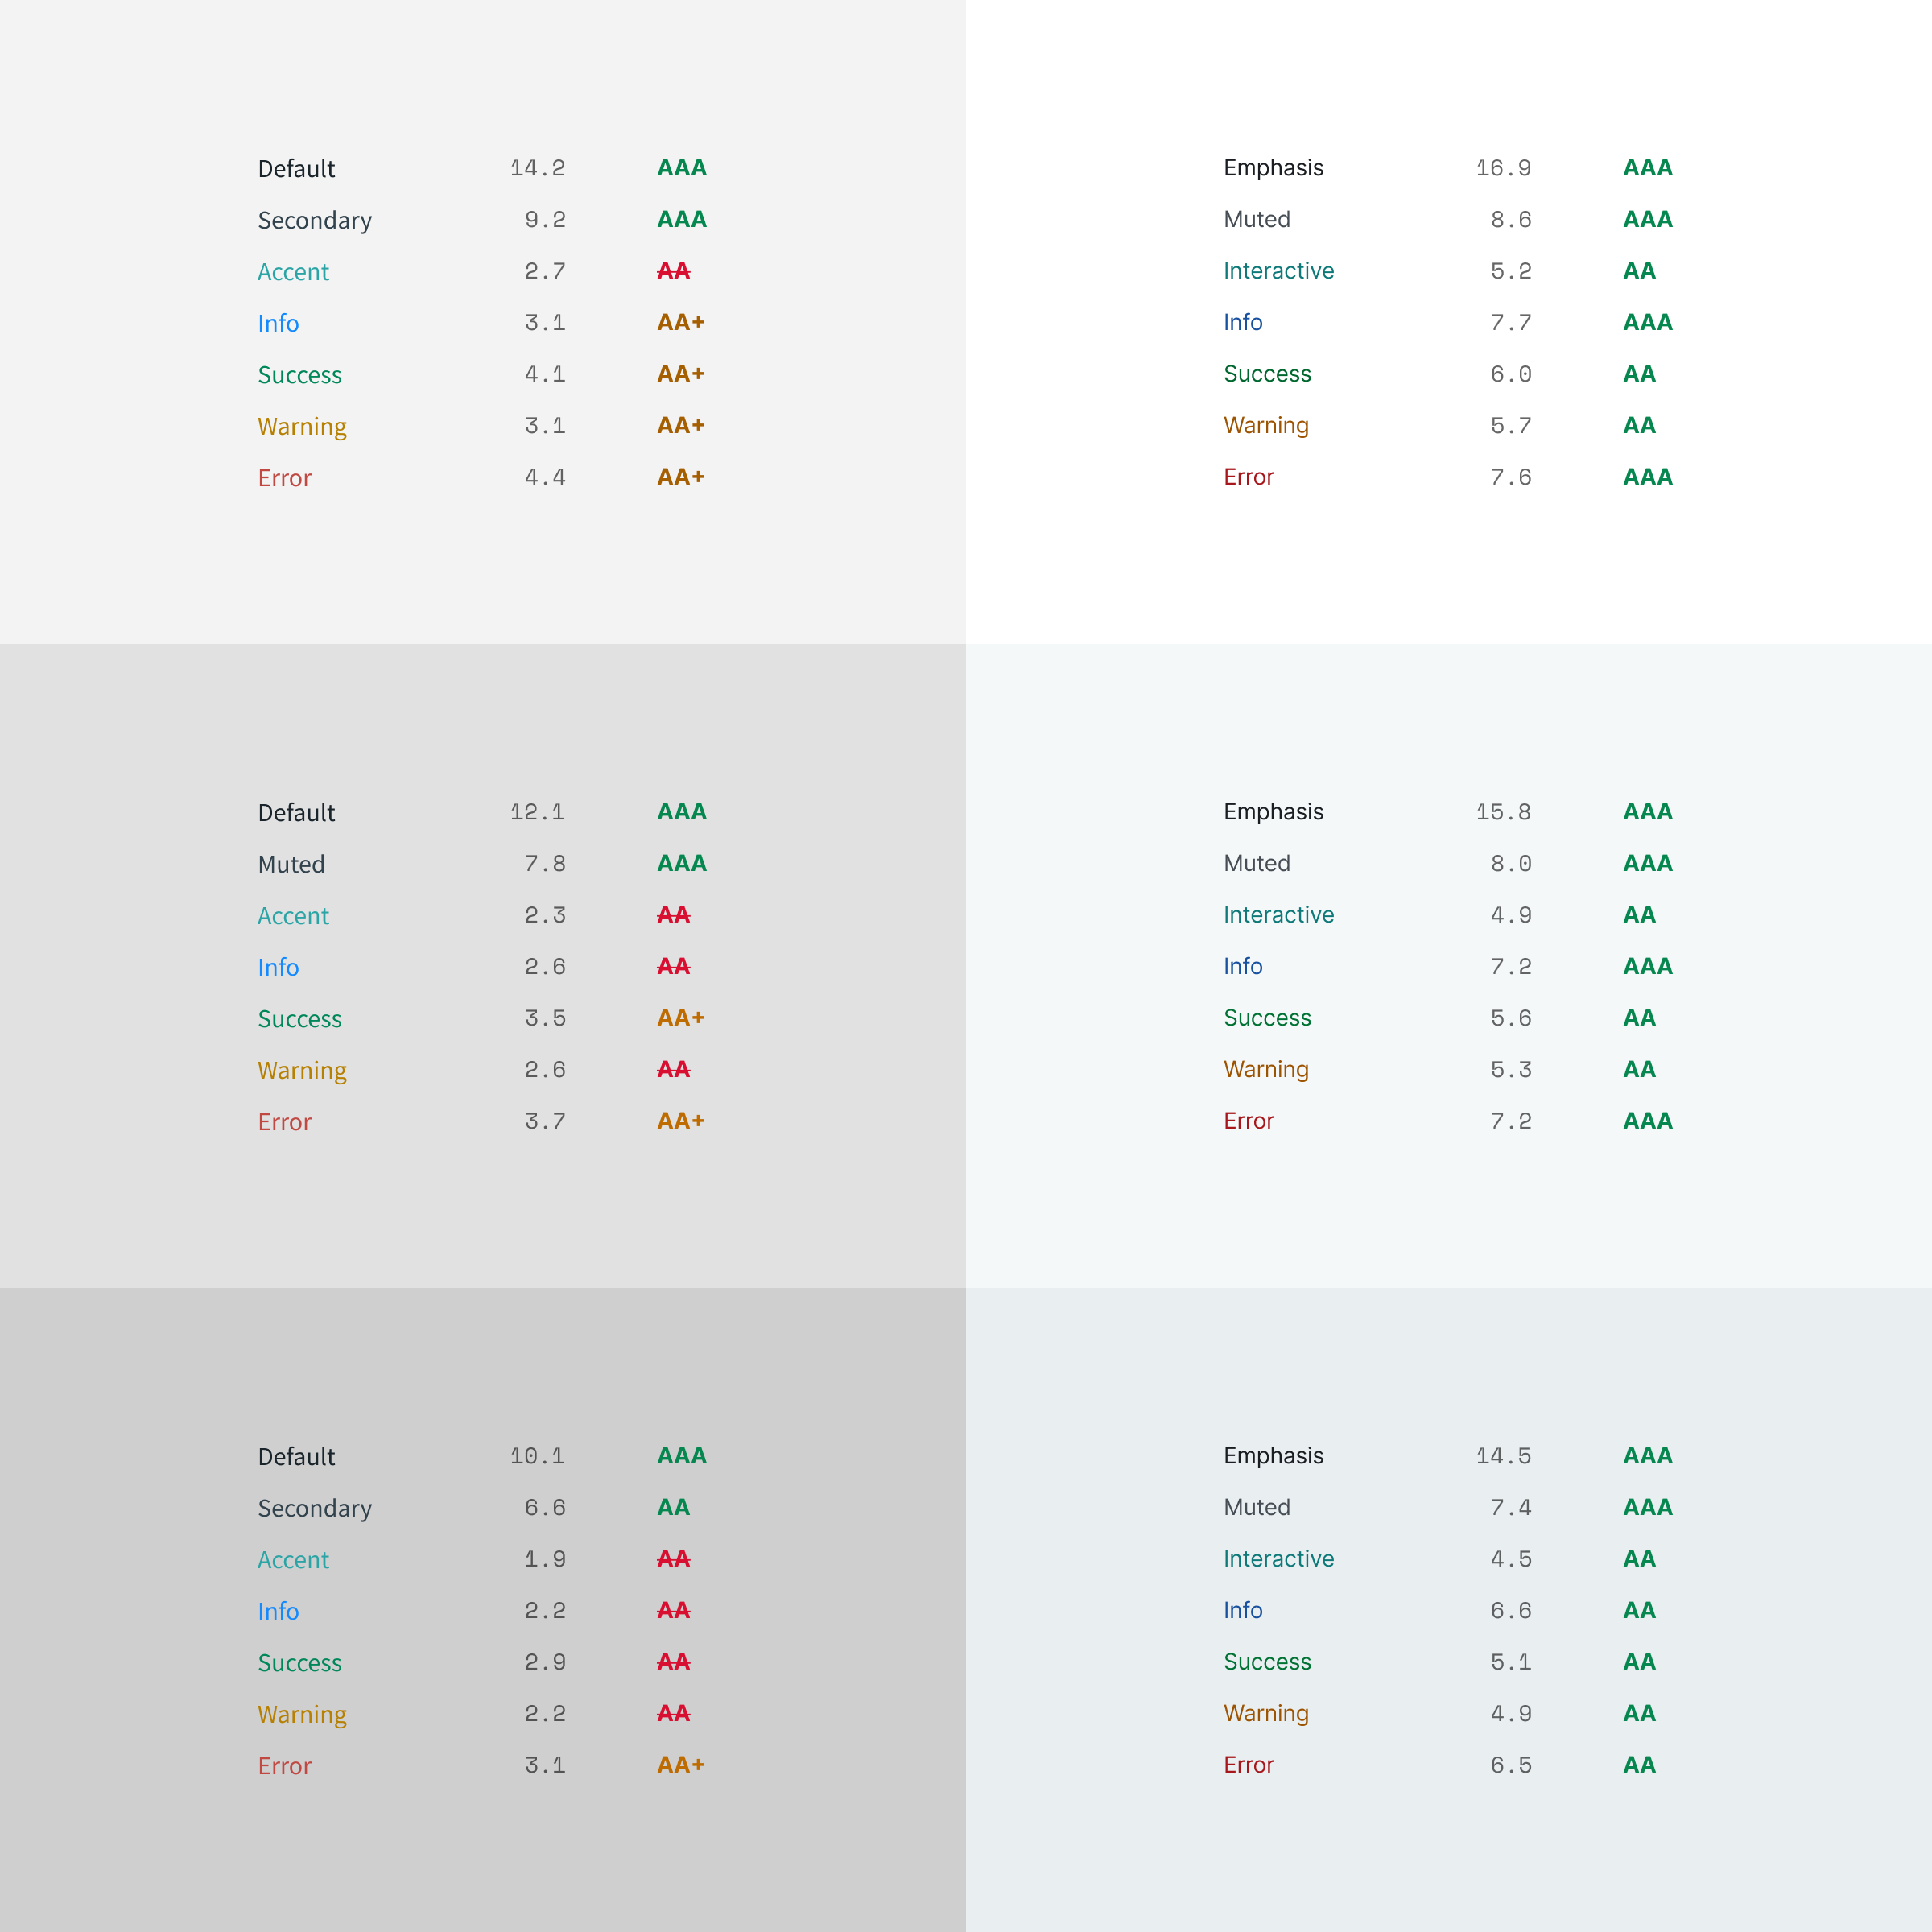 Default 14.2 AAA
Secondary 9.2 AAA
Accent 2.7 AA
Info 3.1 AA+
Success 4.1 AA+
Warning 3.1 AA+
Error 4.4 AA+
Emphasis 16.9 AAA
Muted 8.6 AAA
Interactive 5.2 AA
Info 7.7 AAA
Success 6.0 AA
Warning 5.7 AA
Error 7.6 AAA
Default 12.1 AAA
Muted 7.8 AAA
Accent 2.3 AA
Info 2.6 AA
Success 3.5 AA+
Warning 2.6 AA
Error 3.7 AA+
Emphasis 15.8 AAA
Muted 8.0 AAA
Interactive 4.9 AA
Info 7.2 AAA
Success 5.6 AA
Warning 5.3 AA
Error 7.2 AAA
Default 10.1 AAA
Secondary 6.6 AA
Accent 1.9 AA
Info 2.2 AA
Success 2.9 AA
Warning 2.2 AA
Error 3.1 AA+
Emphasis 14.5 AAA
Muted 7.4 AAA
Interactive 4.5 AA
Info 6.6 AA
Success 5.1 AA
Warning 4.9 AA
Error 6.5 AA